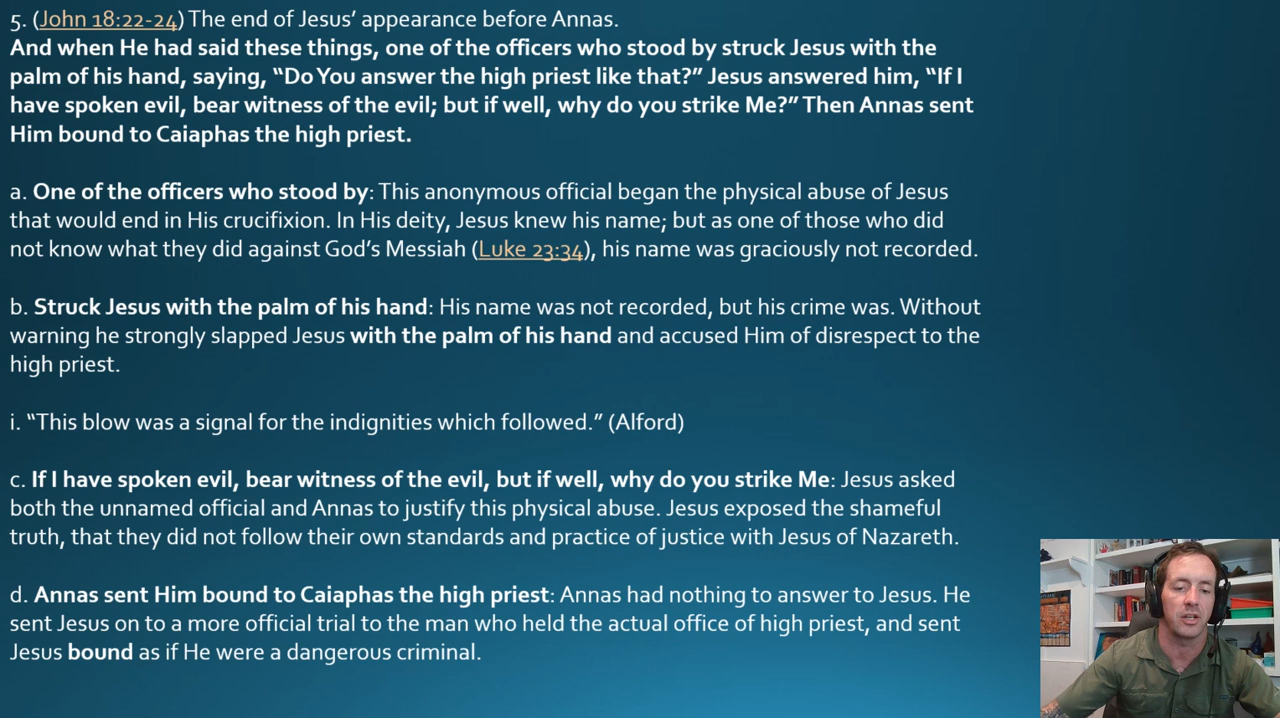 5. (John 18:22-24) The end of Jesus’ appearance before Annas.
And when He had said these things, one of the officers who stood by struck Jesus with the
palm of his hand, saying, “Do You answer the high priest like that?” Jesus answered him, “If I
have spoken evil, bear witness of the evil; but if well, why do you strike Me?” Then Annas sent
Him bound to Caiaphas the high priest.
a. One of the officers who stood by: This anonymous official began the physical abuse of Jesus
that would end in His crucifixion. In His deity, Jesus knew his name; but as one of those who did
not know what they did against God’s Messiah (Luke 23:34), his name was graciously not recorded.
b. Struck Jesus with the palm of his hand: His name was not recorded, but his crime was. Without
warning he strongly slapped Jesus with the palm of his hand and accused Him of disrespect to the
high priest.
i. “This blow was a signal for the indignities which followed.” (Alford)
c. If I have spoken evil, bear witness of the evil, but if well, why do you strike Me: Jesus asked
both the unnamed official and Annas to justify this physical abuse. Jesus exposed the shameful
truth, that they did not follow their own standards and practice of justice with Jesus of Nazareth.
d. Annas sent Him bound to Caiaphas the high priest: Annas had nothing to answer to Jesus. He
sent Jesus on to a more official trial to the man who held the actual office of high priest, and sent
Jesus bound as if He were a dangerous criminal.